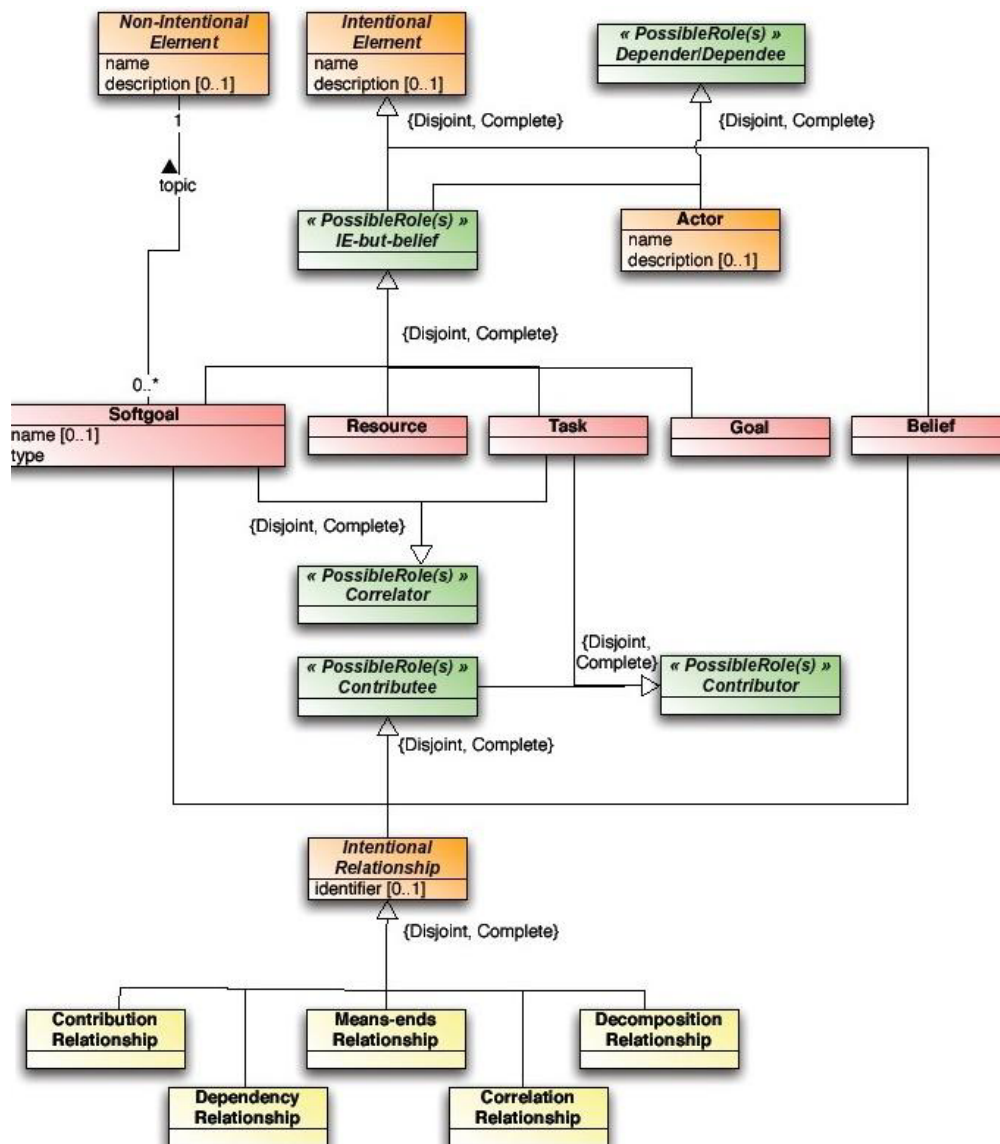 Non-Intentional
Element
name
description [0..1]
Intentional
Element
name
description [0..1]
« PossibleRole(s) »
Depender/Dependee
{Disjoint, Complete}
{Disjoint, Complete}
1
topic
« PossibleRole(s) »
IE-but-belief
Actor
name
description [0..1]
{Disjoint, Complete}
0..*
Softgoal
name [0..1]
type
Resource
Task
Goal
Belief
{Disjoint, Complete}
« PossibleRole(s) »
Correlator
{Disjoint,
Complete}
« PossibleRole(s) »
Contributee
« PossibleRole(s) »
Contributor
{Disjoint, Complete}
Intentional
Relationship
identifier [0..1]
{Disjoint, Complete}
Contribution
Relationship
Means-ends
Relationship
Decomposition
Relationship
Dependency
Relationship
Correlation
Relationship